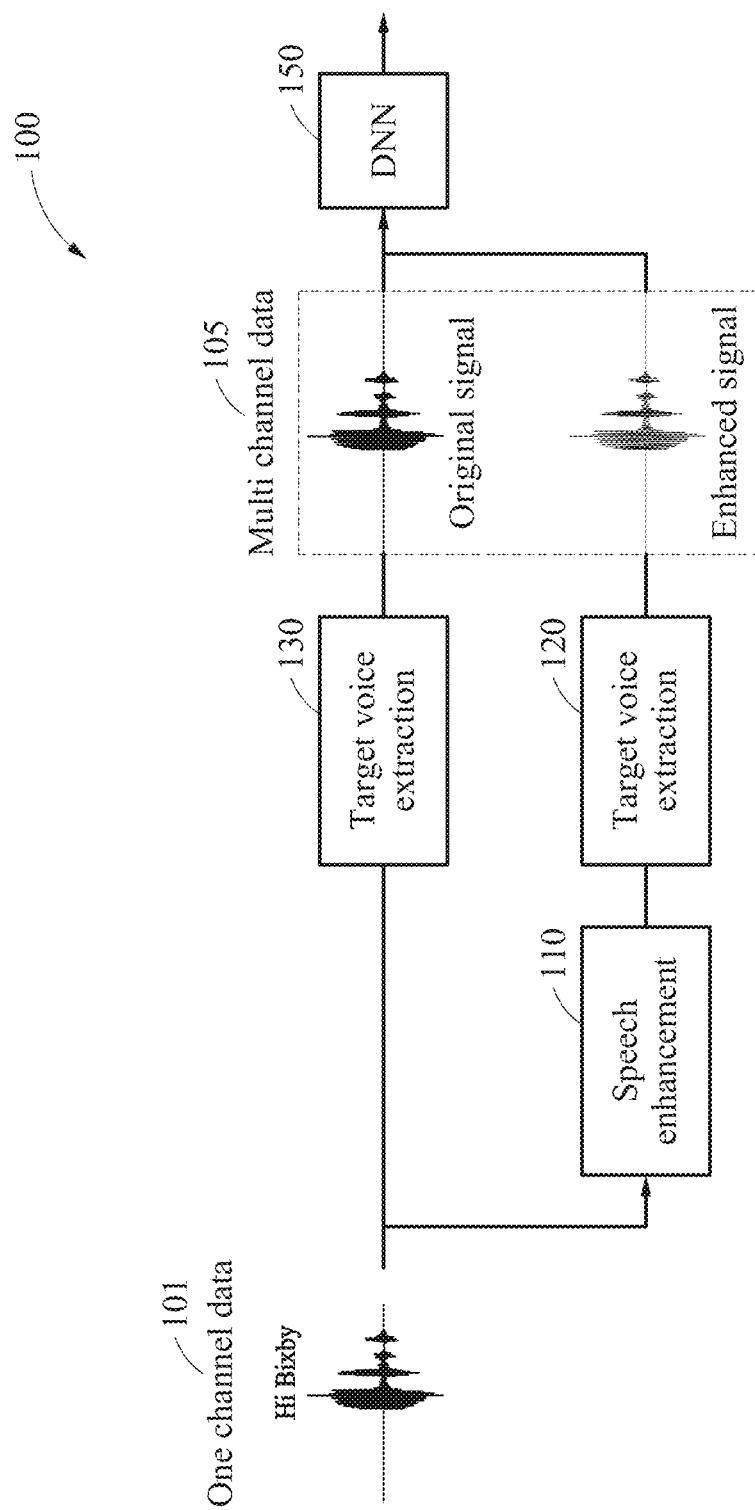 100
101
One channel data
Hi Bixby
110
Speech
enhancement
130
Target voice
extraction
120
Target voice
extraction
105
Multi channel data
Original signal
Enhanced signal
150
DNN